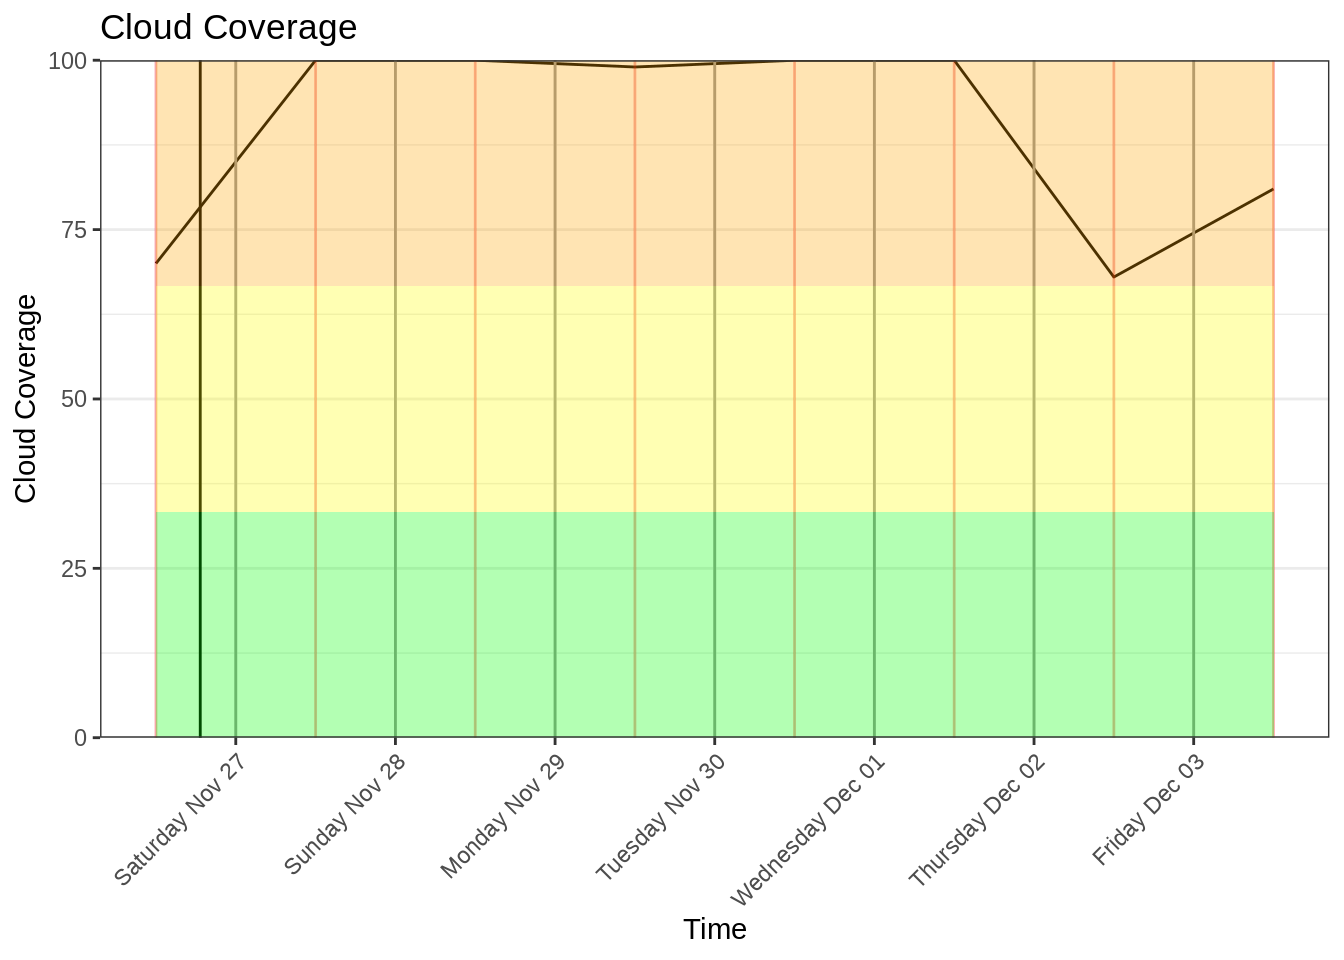 Cloud Coverage
100
75
50
25
0
Cloud Coverage
Saturday Nov 27
Sunday Nov 28
Monday Nov 29
Tuesday Nov 30
Wednesday Dec 01
Thursday Dec 02
Friday Dec 03
Time